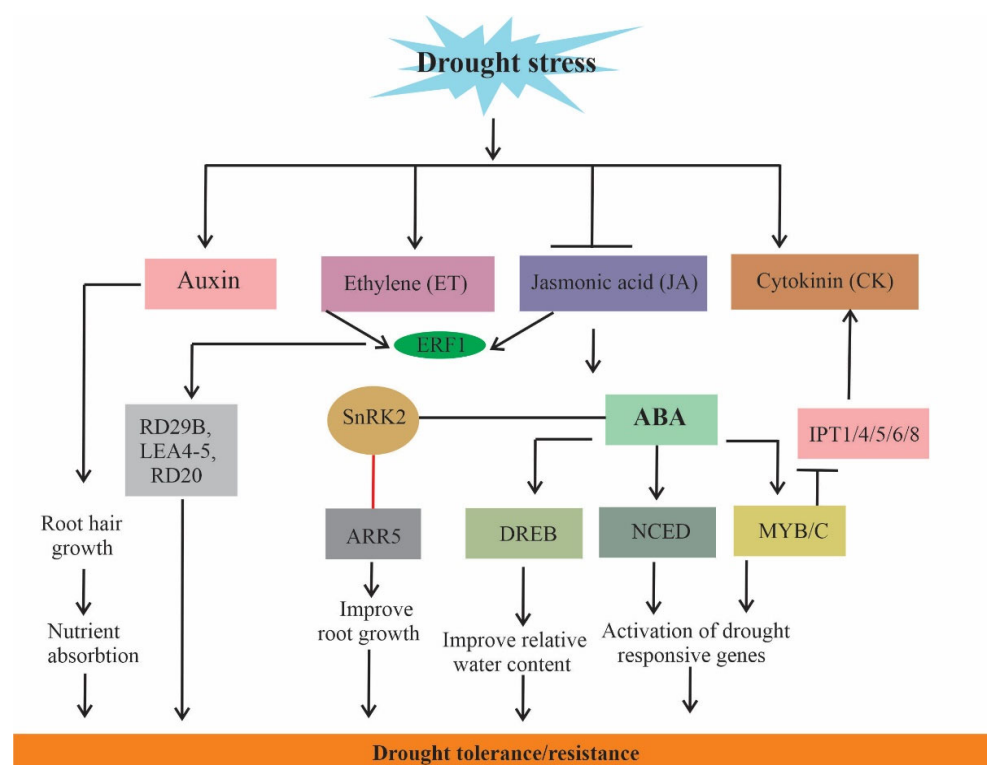 Drought stress
Auxin
Ethylene (ET)
Jasmonic acid (JA)
Cytokinin (CK)
ERF1
SnRK2
ABA
IPT1/4/5/6/8
RD29B,
LEA4-5,
RD20
ARR5
DREB
NCED
MYB/C
Root hair
growth
Improve
root growth
Nutrient
absorbtion
Improve relative
water content
Activation of drought
responsive genes
Drought tolerance/resistance